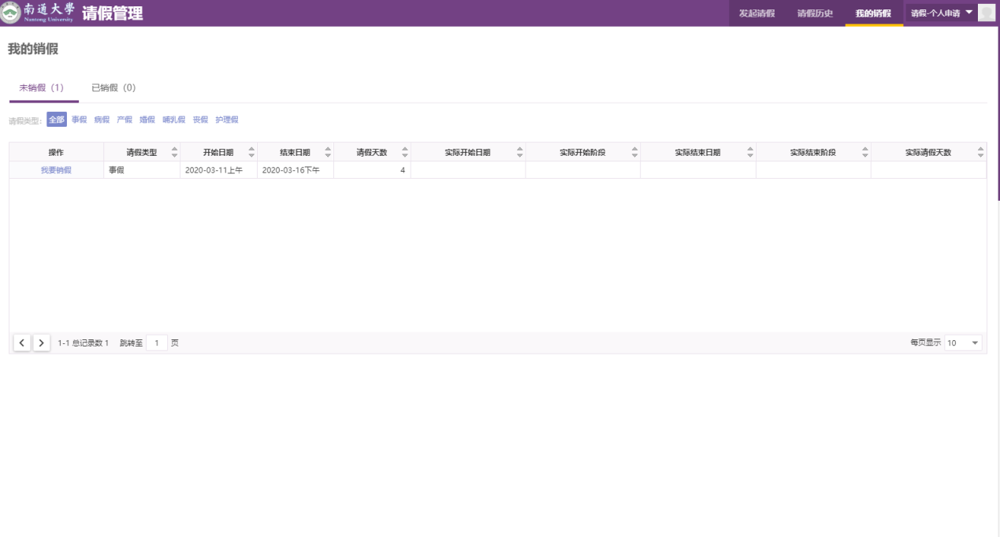 南通大學 Nantong University 请假管理 发起请假 请假历史 我的销假 请假-个人申请
我的销假
未销假（1） 已销假（0）
请假类型: 全部 事假 病假 产假 婚假 哺乳假 丧假 护理假
操作 请假类型 开始日期 结束日期 请假天数 实际开始日期 实际开始阶段 实际结束日期 实际结束阶段 实际请假天数
我要销假 事假 2020-03-11上午 2020-03-16下午 4
1-1 总记录数 1 跳转至 1 页 每页显示 10